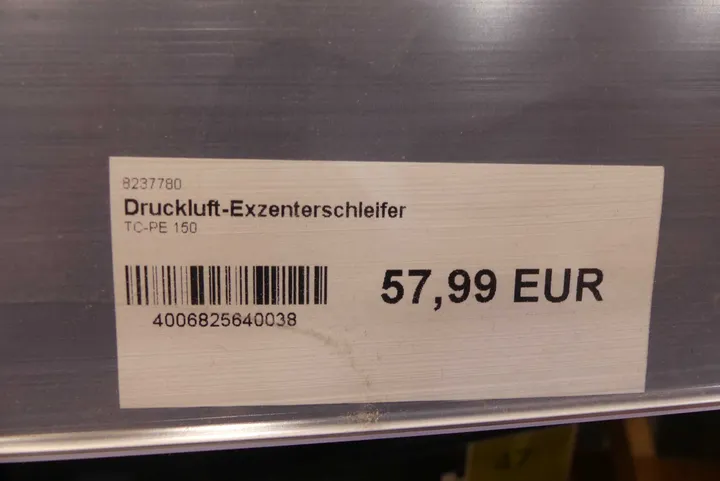 8237780
Druckluft-Exzenterschleifer
TC-PE 150
57,99 EUR
4006825640038